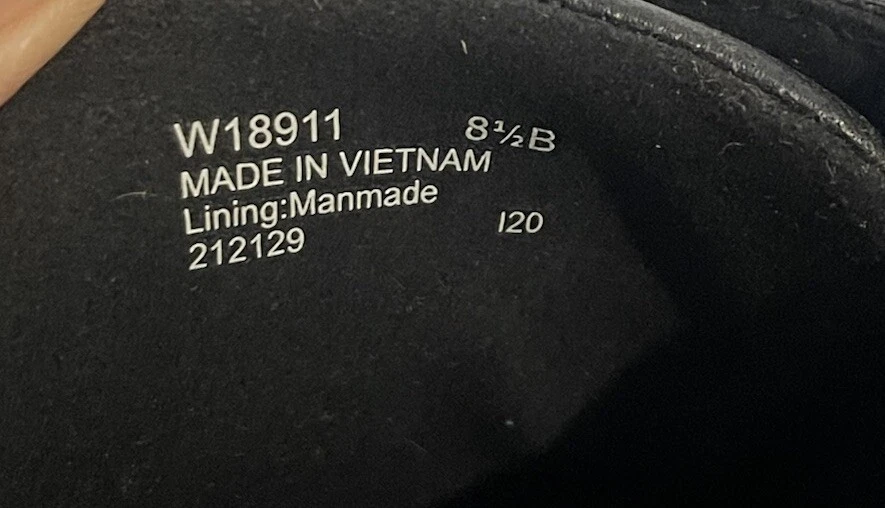 W18911 8½B
MADE IN VIETNAM
Lining:Manmade
212129 I20